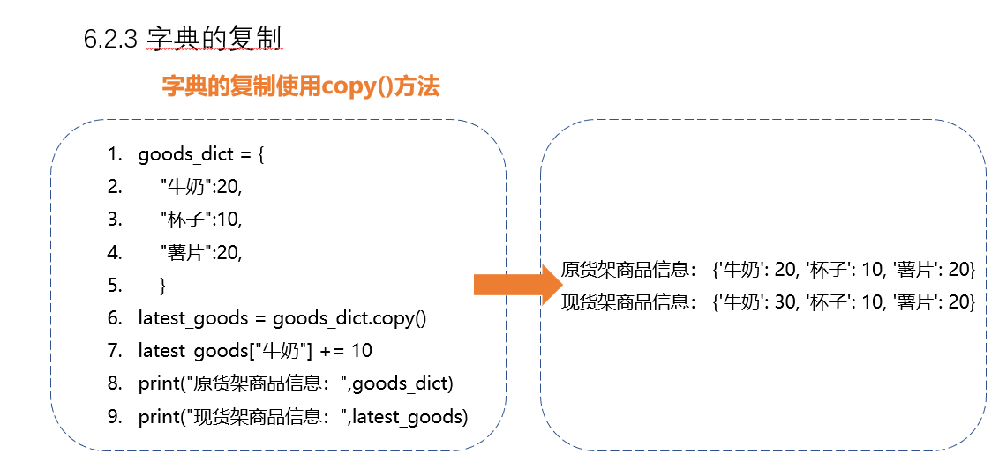 6.2.3 字典的复制
字典的复制使用copy()方法
1. goods_dict = {
2. "牛奶":20,
3. "杯子":10,
4. "薯片":20,
5. }
6. latest_goods = goods_dict.copy()
7. latest_goods["牛奶"] += 10
8. print("原货架商品信息：",goods_dict)
9. print("现货架商品信息：",latest_goods)
原货架商品信息： {'牛奶': 20, '杯子': 10, '薯片': 20}
现货架商品信息： {'牛奶': 30, '杯子': 10, '薯片': 20}